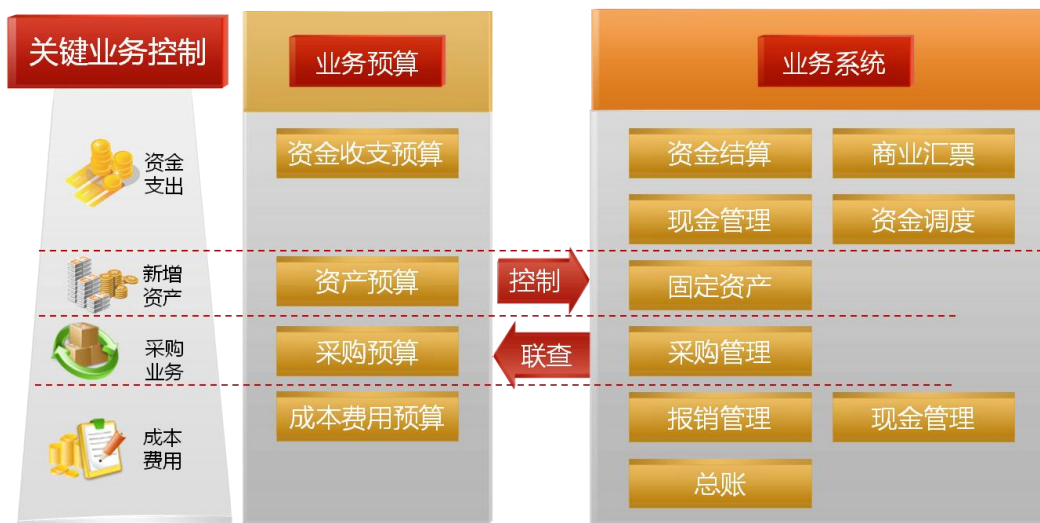 关键业务控制
业务预算
业务系统
资金
支出
资金收支预算
资金结算
商业汇票
现金管理
资金调度
新增
资产
资产预算
控制
固定资产
采购
业务
采购预算
联查
采购管理
成本
费用
成本费用预算
报销管理
现金管理
总账